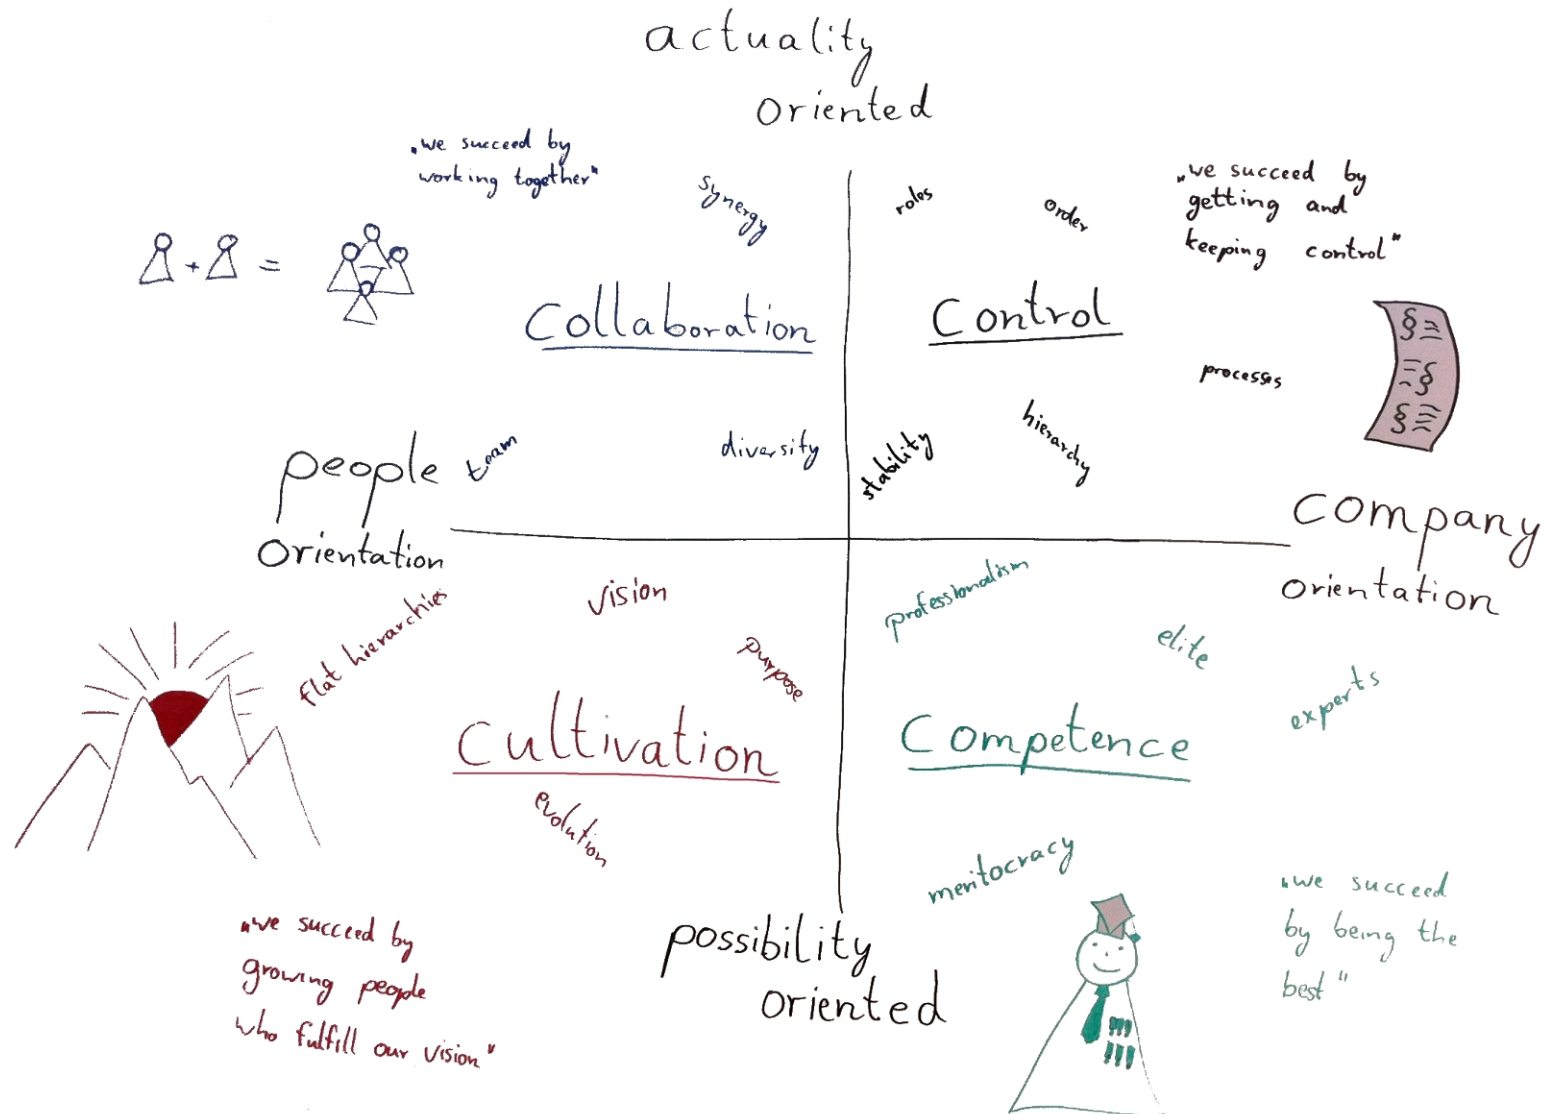 actuality
oriented
„we succeed by
working together"
synergy
Collaboration
team
diversity
roles
order
„we succeed by
getting and
keeping control"
Control
processes
stability
hierarchy
§
§
§
people
orientation
company
orientation
flat hierarchies
vision
purpose
Cultivation
evolution
„we succeed by
growing people
who fulfill our vision"
professionalism
elite
experts
Competence
meritocracy
„we succeed
by being the
best"
possibility
oriented